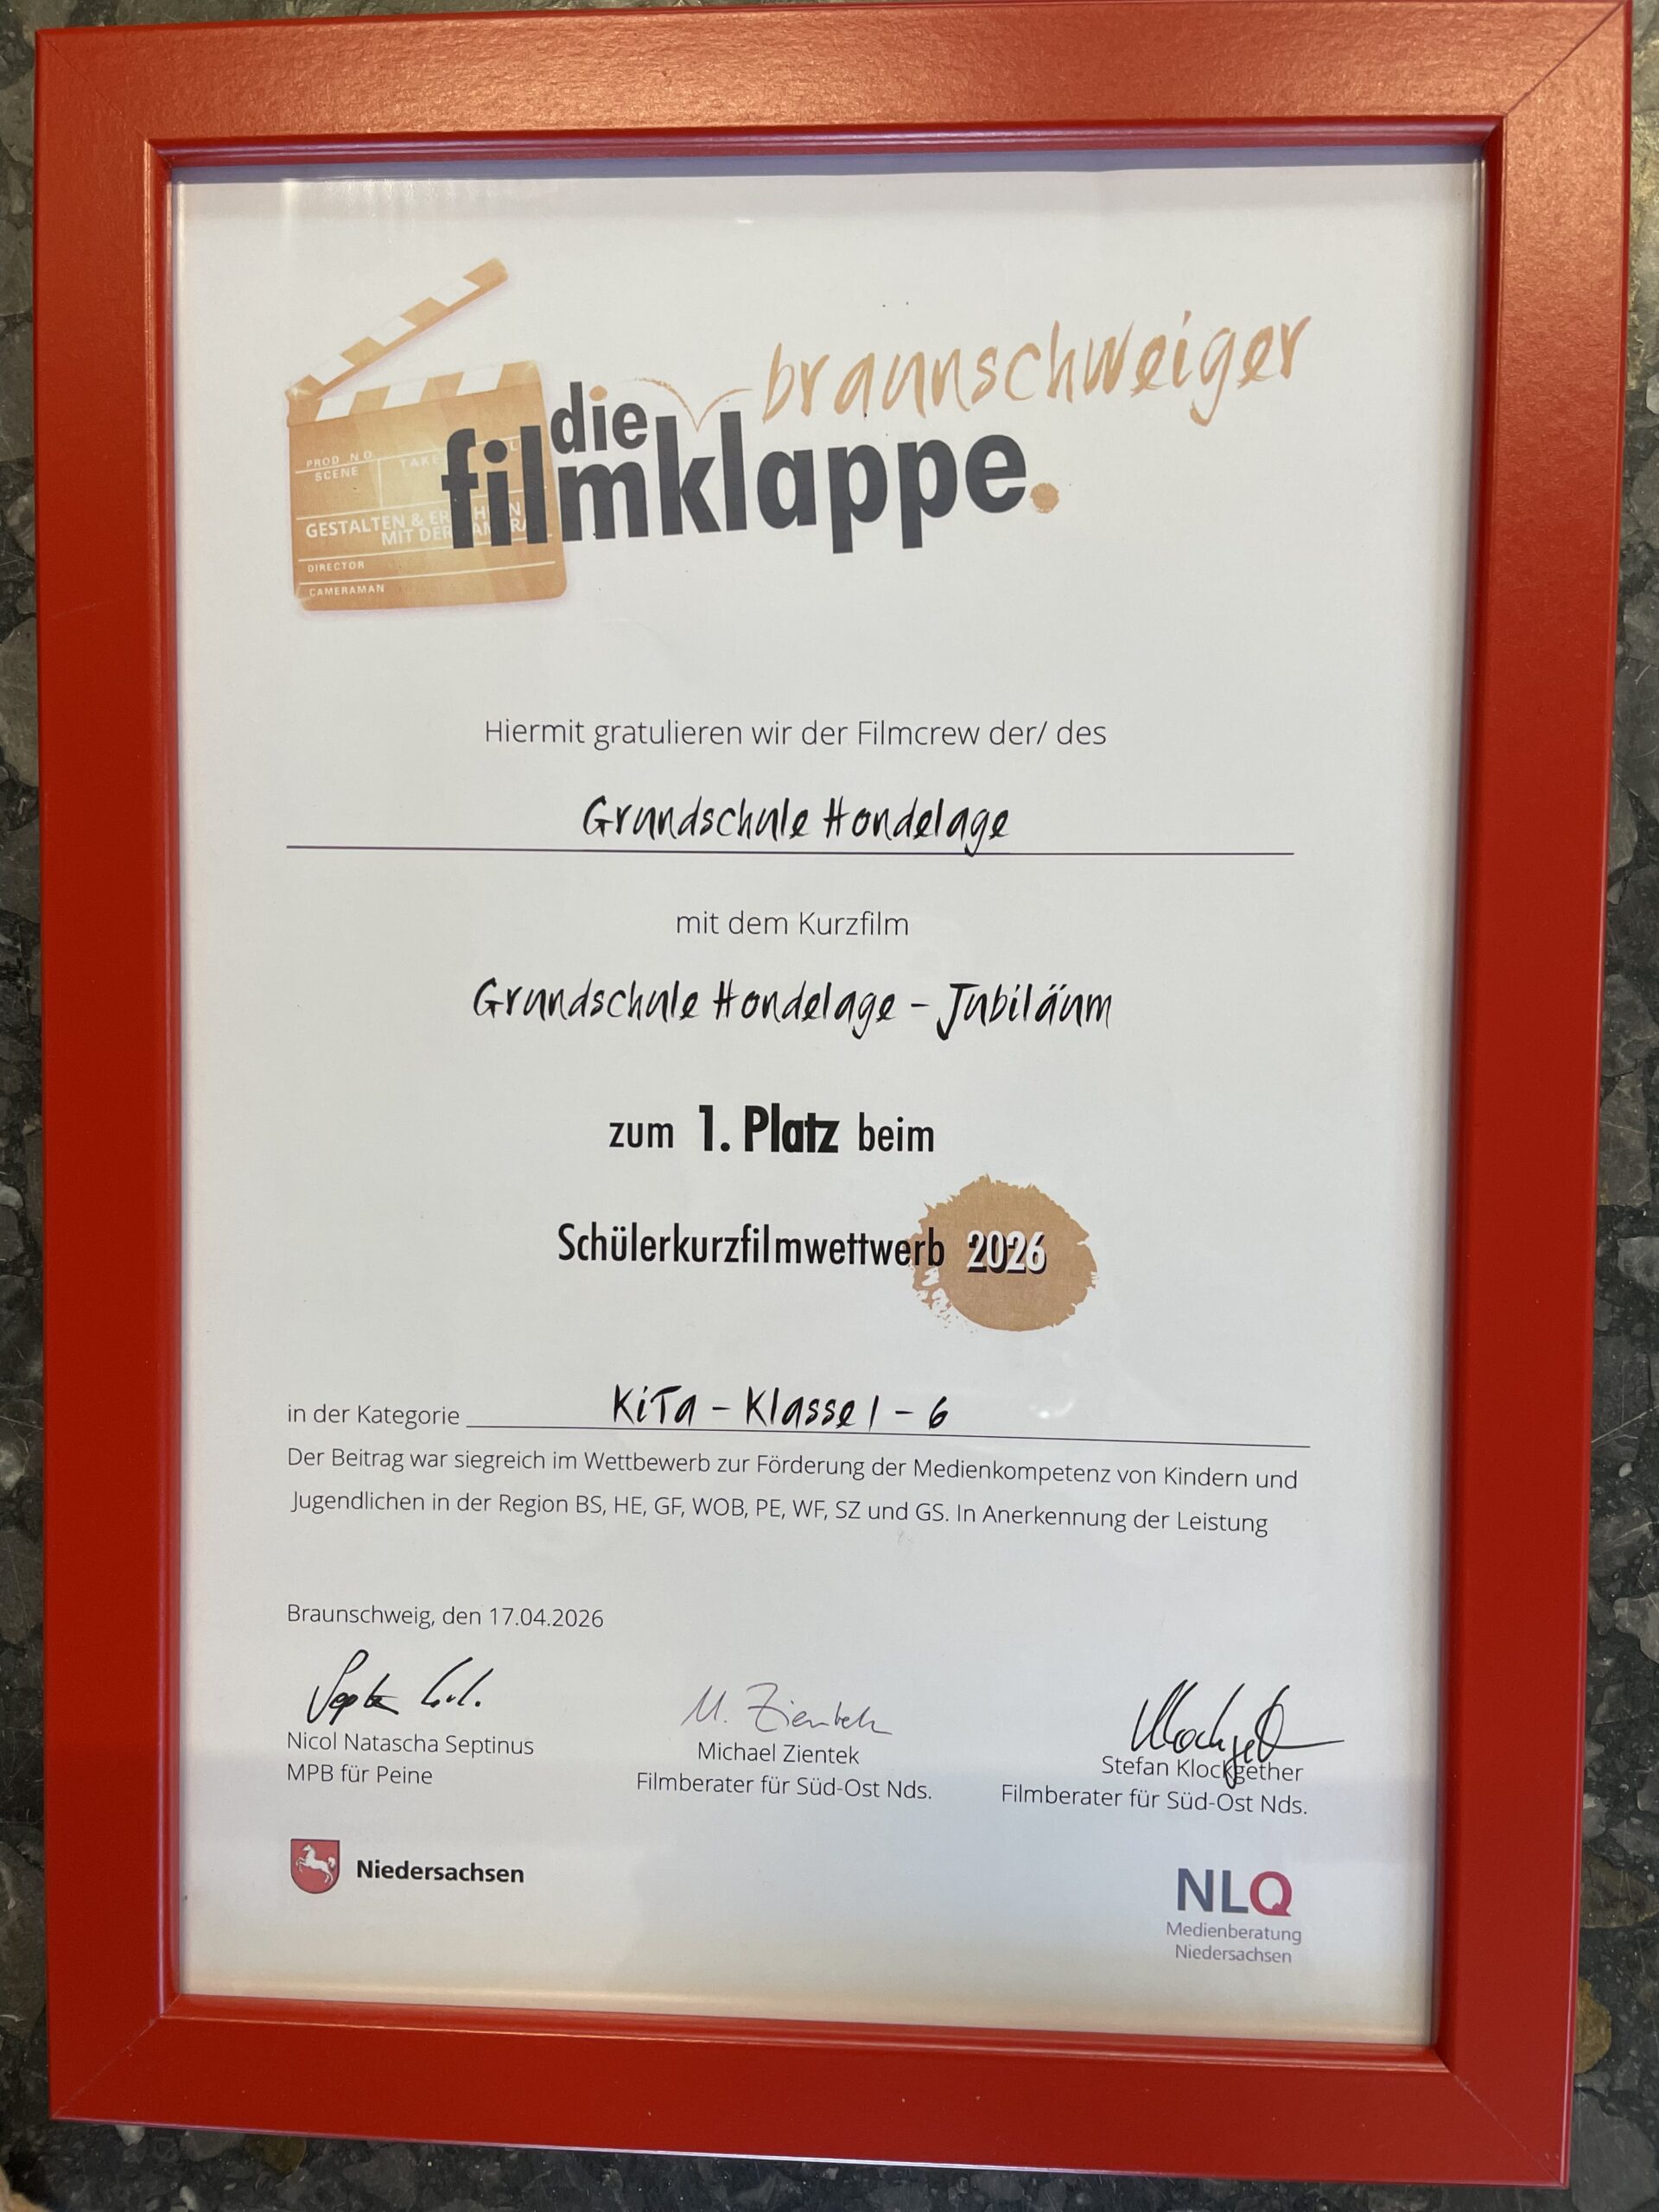 braunschweiger
die
filmklappe.
PROD N.O.
TAKE
SCENE
GESTALTEN &
MIT DER
DIRECTOR
CAMERAMAN
Hiermit gratulieren wir der Filmcrew der/ des
Grundschule Hondelage
mit dem Kurzfilm
Grundschule Hondelage - Jubiläum
zum 1. Platz beim
Schülerkurzfilmwettwerb 2026
in der Kategorie KiTa - Klasse 1 - 6
Der Beitrag war siegreich im Wettbewerb zur Förderung der Medienkompetenz von Kindern und
Jugendlichen in der Region BS, HE, GF, WOB, PE, WF, SZ und GS. In Anerkennung der Leistung
Braunschweig, den 17.04.2026
M. Zientek
Nicol Natascha Septinus
MPB für Peine
Michael Zientek
Filmberater für Süd-Ost Nds.
Stefan Klockgether
Filmberater für Süd-Ost Nds.
Niedersachsen
NLQ
Medienberatung
Niedersachsen